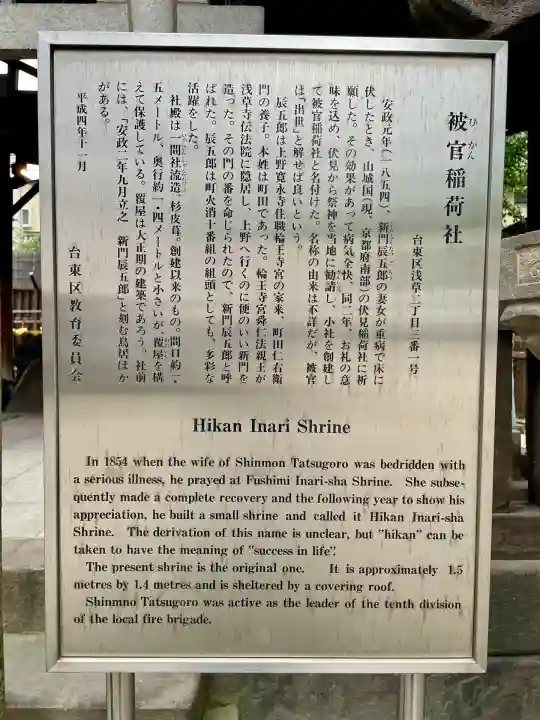 被官稲荷社
ひかん
台東区浅草二丁目三番一号
安政元年(一八五四)、新門辰五郎の妻女が重病で床に
伏したとき、山城国(現、京都府南部)の伏見稲荷社に祈
願した。その効果があって病気全快、同二年、お礼の意
味を込め、伏見から祭神を当地に勧請し、小社を創建し
て被官稲荷社と名付けた。名称の由来は不詳だが、被官
は「出世」と解せば良いという。
辰五郎は上野寛永寺住職輪王寺宮の家来、町田仁右衛
門の養子。本姓は町田であった。輪王寺宮舜仁法親王が
浅草寺伝法院に隠居し、上野へ行くのに便のいい新門を
造った。その門の番を命じられたので、新門辰五郎と呼
ばれた。辰五郎は町火消十番組の組頭としても、多彩な
活躍をした。
社殿は一間社流造、杉皮葺。創建以来のもの。間口約一・
五メートル、奥行約一・四メートルと小さいが、覆屋を構
えて保護している。覆屋は大正期の建築であろう。社前
には、「安政二年九月立之 新門辰五郎」と刻む鳥居ほか
がある。
平成四年十一月
台東区教育委員会
Hikan Inari Shrine
In 1854 when the wife of Shinmon Tatsugoro was bedridden with
a serious illness, he prayed at Fushimi Inari-sha Shrine. She subse-
quently made a complete recovery and the following year to show his
appreciation, he built a small shrine and called it Hikan Inari-sha
Shrine. The derivation of this name is unclear, but "hikan" can be
taken to have the meaning of "success in life".
The present shrine is the original one. It is approximately 1.5
metres by 1.4 metres and is sheltered by a covering roof.
Shinmno Tatsugoro was active as the leader of the tenth division
of the local fire brigade.